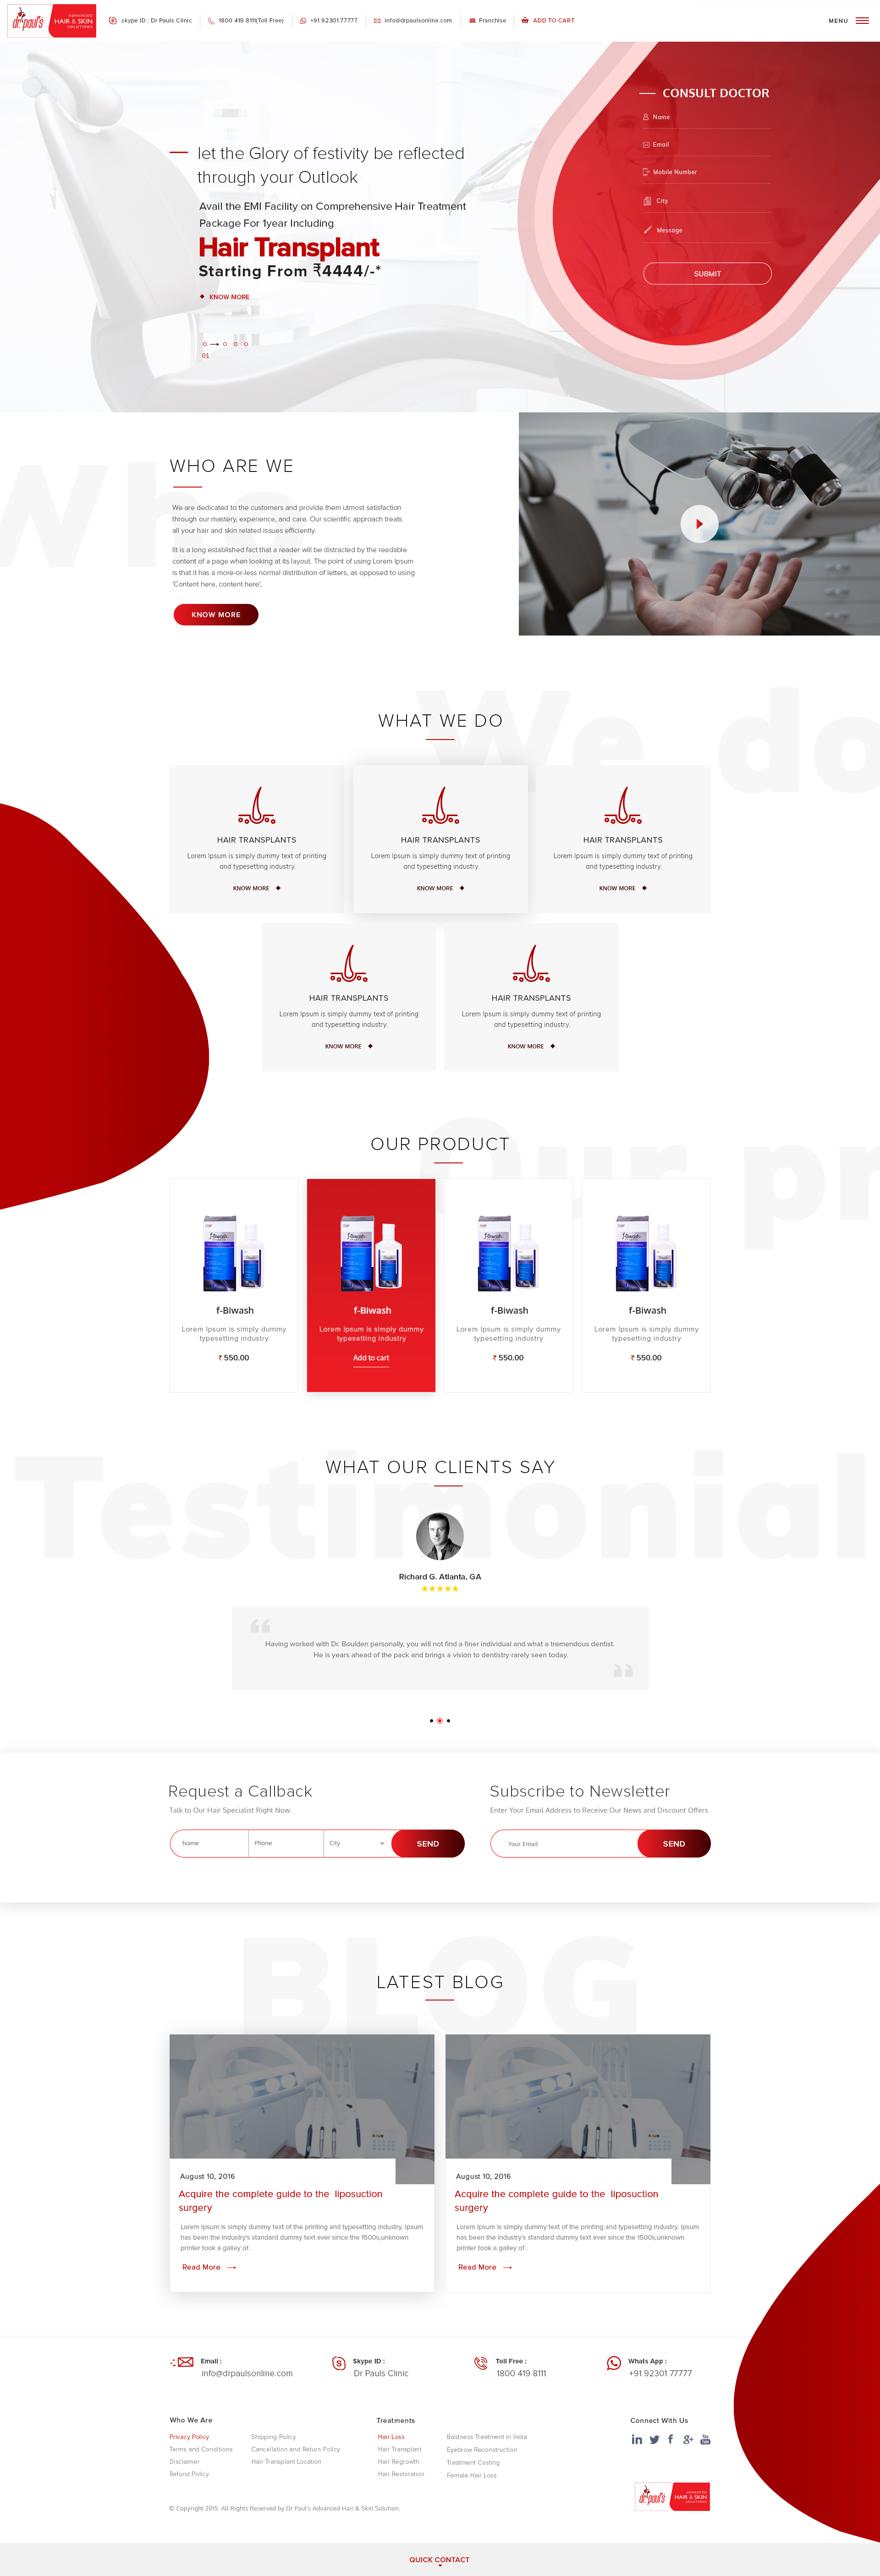 dr.paul's
ADVANCED
HAIR & SKIN
SOLUTIONS
skype ID : Dr Pauls Clinic
1800 419 8111(Toll Free)
+91 92301 77777
info@drpaulsonline.com
Franchise
ADD TO CART
MENU
let the Glory of festivity be reflected
through your Outlook
Avail the EMI Facility on Comprehensive Hair Treatment
Package For 1year Including
Hair Transplant
Starting From ₹4444/-*
KNOW MORE
01
CONSULT DOCTOR
Name
Email
Mobile Number
City
Message
SUBMIT
Who
WHO ARE WE
We are dedicated to the customers and provide them utmost satisfaction
through our mastery, experience, and care. Our scientific approach treats
all your hair and skin related issues efficiently.
IIt is a long established fact that a reader will be distracted by the readable
content of a page when looking at its layout. The point of using Lorem Ipsum
is that it has a more-or-less normal distribution of letters, as opposed to using
'Content here, content here',
KNOW MORE
We do
WHAT WE DO
HAIR TRANSPLANTS
Lorem Ipsum is simply dummy text of printing
and typesetting industry.
KNOW MORE
HAIR TRANSPLANTS
Lorem Ipsum is simply dummy text of printing
and typesetting industry.
KNOW MORE
HAIR TRANSPLANTS
Lorem Ipsum is simply dummy text of printing
and typesetting industry.
KNOW MORE
HAIR TRANSPLANTS
Lorem Ipsum is simply dummy text of printing
and typesetting industry.
KNOW MORE
HAIR TRANSPLANTS
Lorem Ipsum is simply dummy text of printing
and typesetting industry.
KNOW MORE
Our pr
OUR PRODUCT
f-Biwash
Lorem Ipsum is simply dummy
typesetting industry
₹ 550.00
f-Biwash
Lorem Ipsum is simply dummy
typesetting industry
Add to cart
f-Biwash
Lorem Ipsum is simply dummy
typesetting industry
₹ 550.00
f-Biwash
Lorem Ipsum is simply dummy
typesetting industry
₹ 550.00
Testimonial
WHAT OUR CLIENTS SAY
Richard G. Atlanta, GA
Having worked with Dr. Boulden personally, you will not find a finer individual and what a tremendous dentist.
He is years ahead of the pack and brings a vision to dentistry rarely seen today.
Request a Callback
Talk to Our Hair Specialist Right Now.
Name
Phone
City
SEND
Subscribe to Newsletter
Enter Your Email Address to Receive Our News and Discount Offers
Your Email
SEND
BLOG
LATEST BLOG
August 10, 2016
Acquire the complete guide to the liposuction
surgery
Lorem Ipsum is simply dummy text of the printing and typesetting industry. Ipsum
has been the industry's standard dummy text ever since the 1500s,unknown
printer took a galley of .
Read More
August 10, 2016
Acquire the complete guide to the liposuction
surgery
Lorem Ipsum is simply dummy text of the printing and typesetting industry. Ipsum
has been the industry's standard dummy text ever since the 1500s,unknown
printer took a galley of .
Read More
Email :
info@drpaulsonline.com
Skype ID :
Dr Pauls Clinic
Toll Free :
1800 419 8111
Whats App :
+91 92301 77777
Who We Are
Privacy Policy
Terms and Conditions
Disclaimer
Refund Policy
Shipping Policy
Cancellation and Return Policy
Hair Transplant Location
Treatments
Hair Loss
Hair Transplant
Hair Regrowth
Hair Restoration
Baldness Treatment in India
Eyebrow Reconstruction
Treatment Costing
Female Hair Loss
Connect With Us
dr.paul's
ADVANCED
HAIR & SKIN
SOLUTIONS
© Copyright 2015. All Rights Reserved by Dr Paul's Advanced Hair & Skin Solution.
QUICK CONTACT